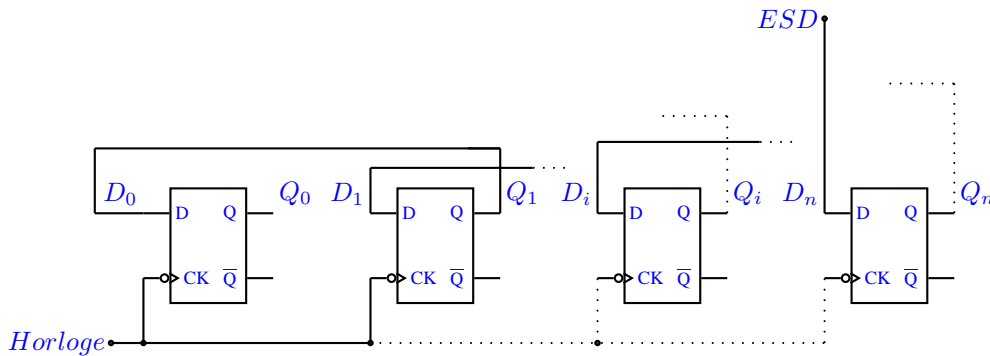 ESD
D₀ Q₀ D₁ Q₁ Dᵢ Qᵢ Dₙ Qₙ
D Q D Q D Q D Q
CK Q̅ CK Q̅ CK Q̅ CK Q̅
Horloge